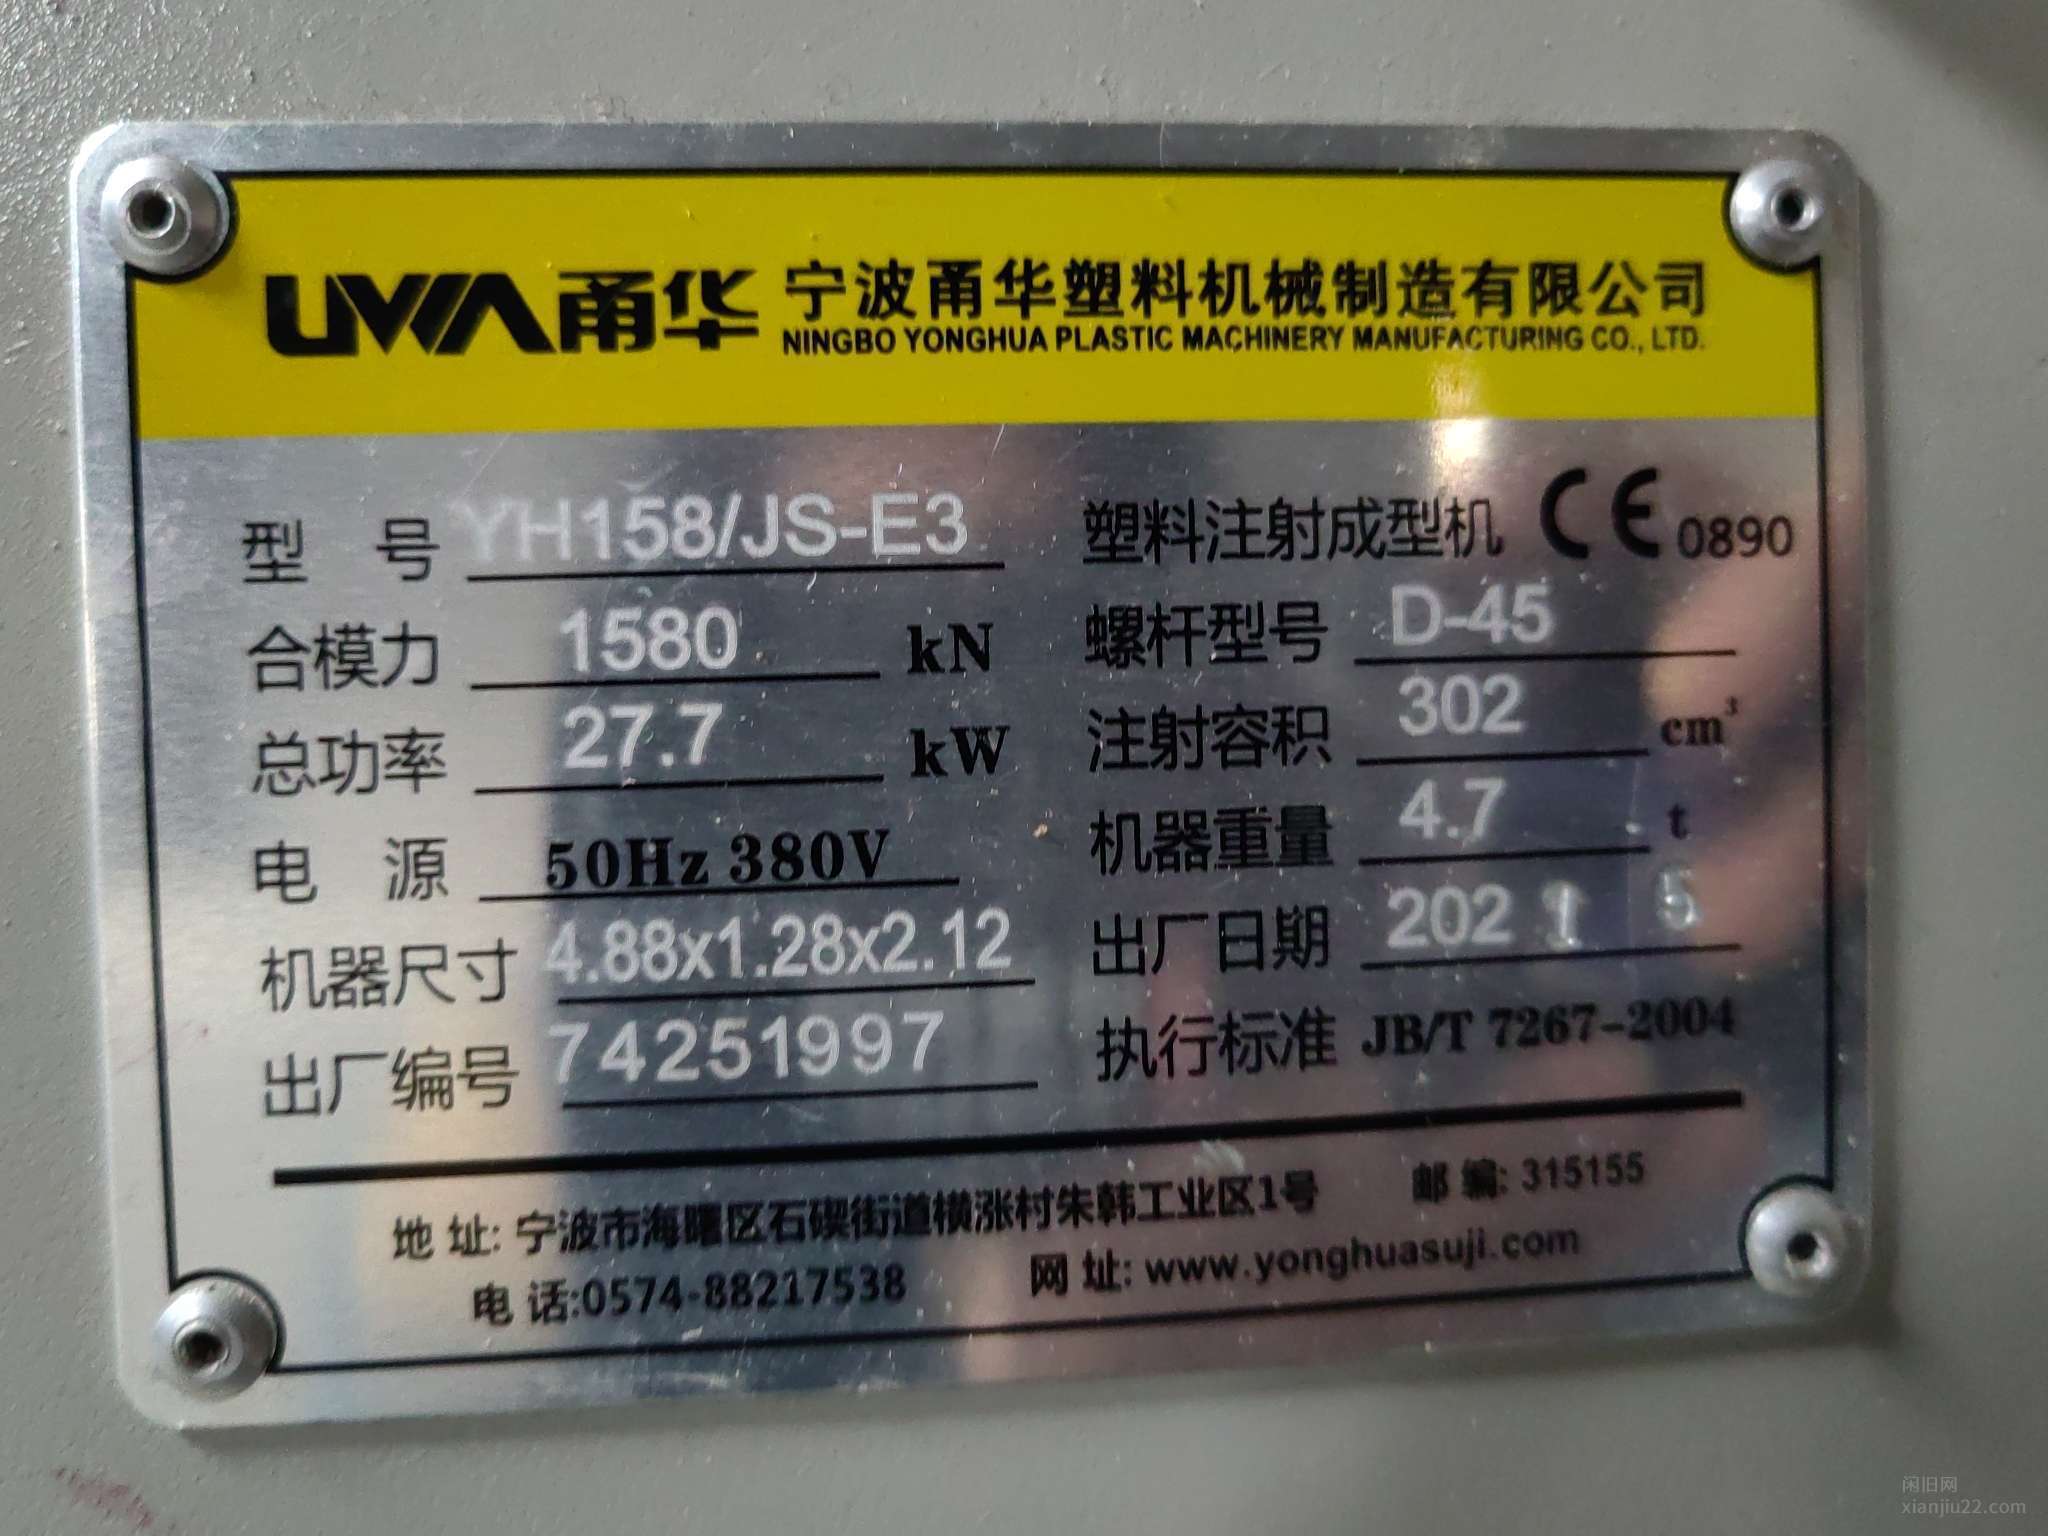 UVIA 甬华 宁波甬华塑料机械制造有限公司
NINGBO YONGHUA PLASTIC MACHINERY MANUFACTURING CO., LTD.
型 号 YH158/JS-E3 塑料注射成型机 CE 0890
合模力 1580 kN 螺杆型号 D-45
总功率 27.7 kW 注射容积 302 cm³
电 源 50Hz 380V 机器重量 4.7 t
机器尺寸 4.88x1.28x2.12 出厂日期 2021 5
出厂编号 74251997 执行标准 JB/T 7267-2004
地 址: 宁波市海曙区石碶街道横涨村朱韩工业区1号 邮 编: 315155
电 话:0574-88217538 网 址: www.yonghuasuji.com
闲旧网
xianjiu22.com